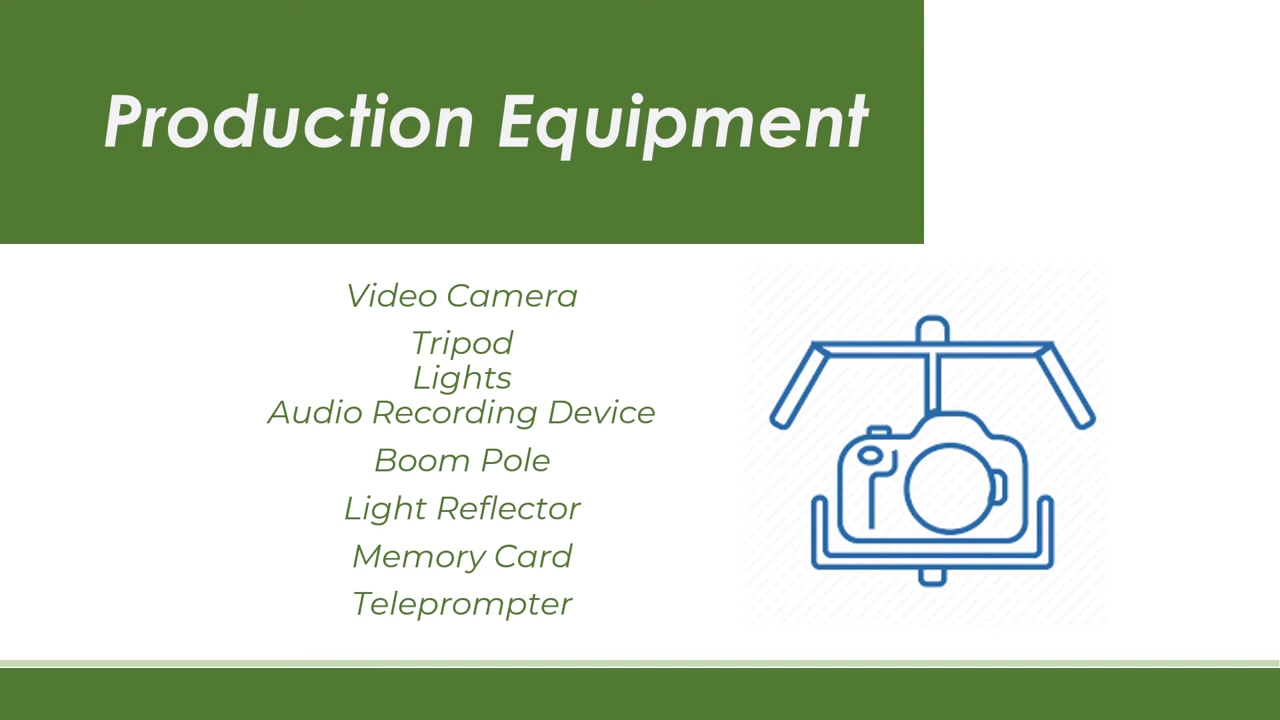 Production Equipment
Video Camera
Tripod
Lights
Audio Recording Device
Boom Pole
Light Reflector
Memory Card
Teleprompter